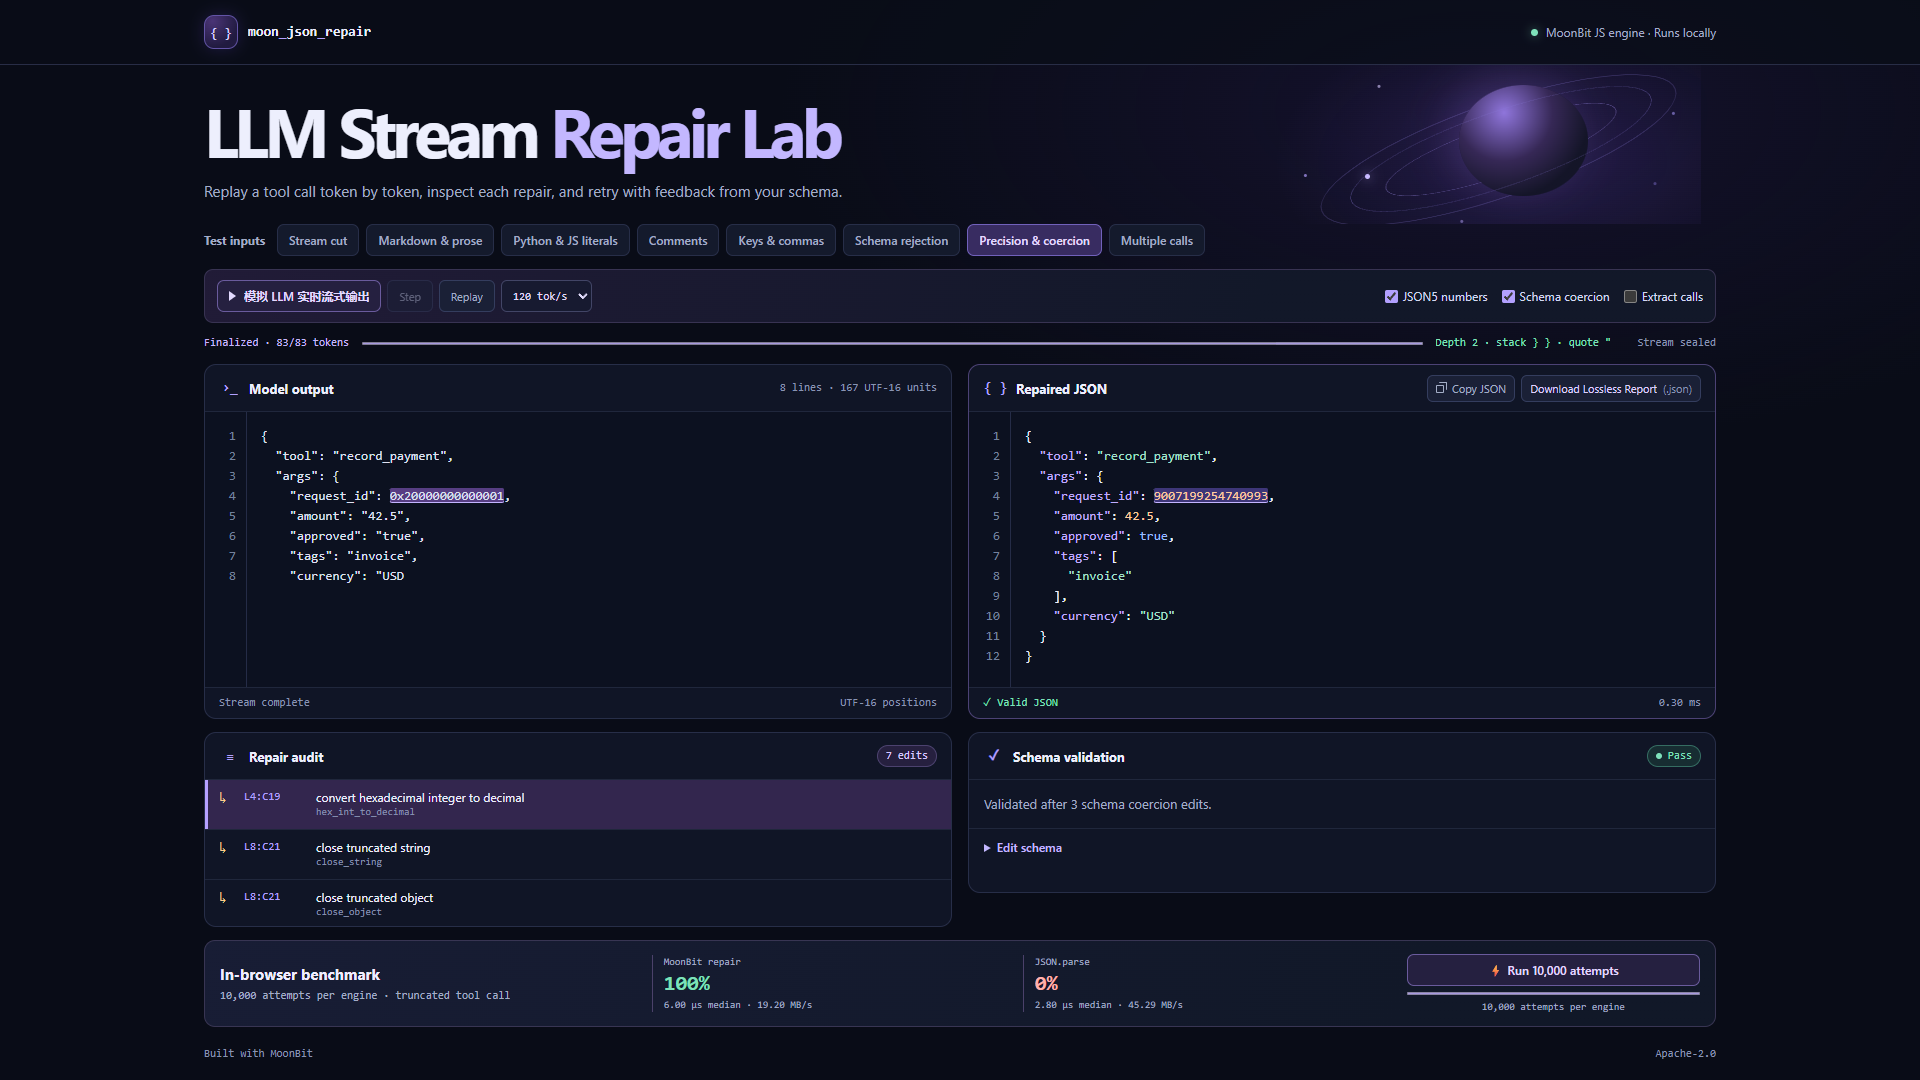 { } moon_json_repair
MoonBit JS engine · Runs locally
LLM Stream Repair Lab
Replay a tool call token by token, inspect each repair, and retry with feedback from your schema.
Test inputs Stream cut Markdown & prose Python & JS literals Comments Keys & commas Schema rejection Precision & coercion Multiple calls
▶ 模拟 LLM 实时流式输出 Step Replay 120 tok/s JSON5 numbers Schema coercion Extract calls
Finalized · 83/83 tokens Depth 2 · stack } } · quote " Stream sealed
>_ Model output 8 lines · 167 UTF-16 units
1 {
2 "tool": "record_payment",
3 "args": {
4 "request_id": 0x20000000000001,
5 "amount": "42.5",
6 "approved": "true",
7 "tags": "invoice",
8 "currency": "USD
Stream complete UTF-16 positions
{ } Repaired JSON Copy JSON Download Lossless Report (.json)
1 {
2 "tool": "record_payment",
3 "args": {
4 "request_id": 9007199254740993,
5 "amount": 42.5,
6 "approved": true,
7 "tags": [
8 "invoice"
9 ],
10 "currency": "USD"
11 }
12 }
✓ Valid JSON 0.30 ms
≡ Repair audit 7 edits
↳ L4:C19 convert hexadecimal integer to decimal
hex_int_to_decimal
↳ L8:C21 close truncated string
close_string
↳ L8:C21 close truncated object
close_object
✓ Schema validation Pass
Validated after 3 schema coercion edits.
▶ Edit schema
In-browser benchmark
10,000 attempts per engine · truncated tool call
MoonBit repair
100%
6.00 µs median · 19.20 MB/s
JSON.parse
0%
2.80 µs median · 45.29 MB/s
Run 10,000 attempts
10,000 attempts per engine
Built with MoonBit
Apache-2.0